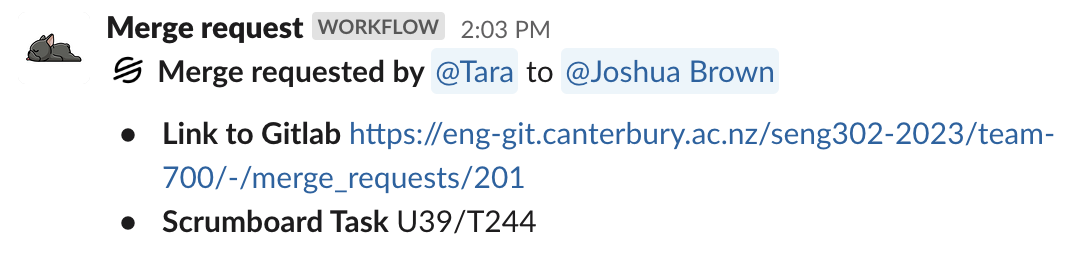 Merge request WORKFLOW 2:03 PM
Merge requested by @Tara to @Joshua Brown
• Link to Gitlab https://eng-git.canterbury.ac.nz/seng302-2023/team-
700/-/merge_requests/201
• Scrumboard Task U39/T244